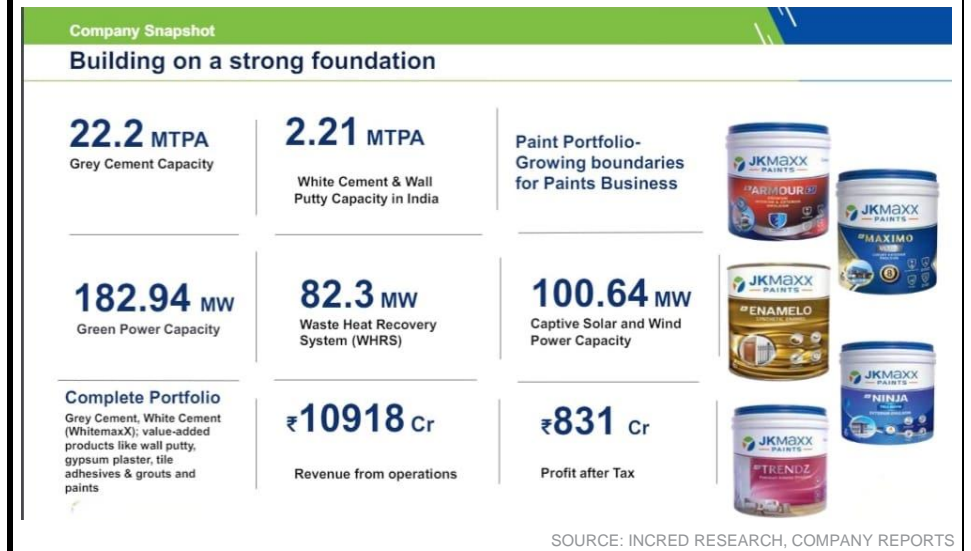 Company Snapshot
Building on a strong foundation
22.2 MTPA
Grey Cement Capacity
2.21 MTPA
White Cement & Wall
Putty Capacity in India
Paint Portfolio-
Growing boundaries
for Paints Business
182.94 MW
Green Power Capacity
82.3 MW
Waste Heat Recovery
System (WHRS)
100.64 MW
Captive Solar and Wind
Power Capacity
Complete Portfolio
Grey Cement, White Cement
(WhitemaxX); value-added
products like wall putty,
gypsum plaster, tile
adhesives & grouts and
paints
₹10918 Cr
Revenue from operations
₹831 Cr
Profit after Tax
JKMaxx
PAINTS
ARMOUR
JKMaxx
PAINTS
MAXIMO
JKMaxx
PAINTS
ENAMELO
JKMaxx
PAINTS
NINJA
JKMaxx
PAINTS
TRENDZ
SOURCE: INCRED RESEARCH, COMPANY REPORTS